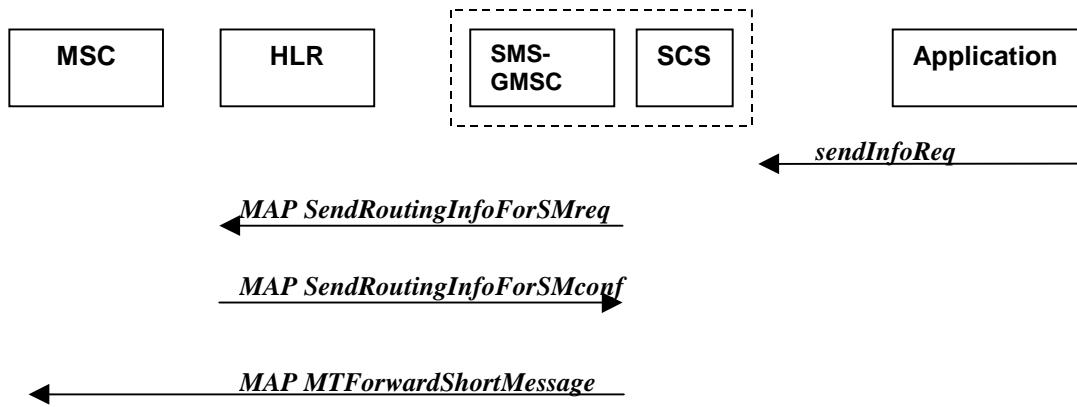 MSC
HLR
SMS-
GMSC
SCS
Application
sendInfoReq
MAP SendRoutingInfoForSMreq
MAP SendRoutingInfoForSMconf
MAP MTForwardShortMessage